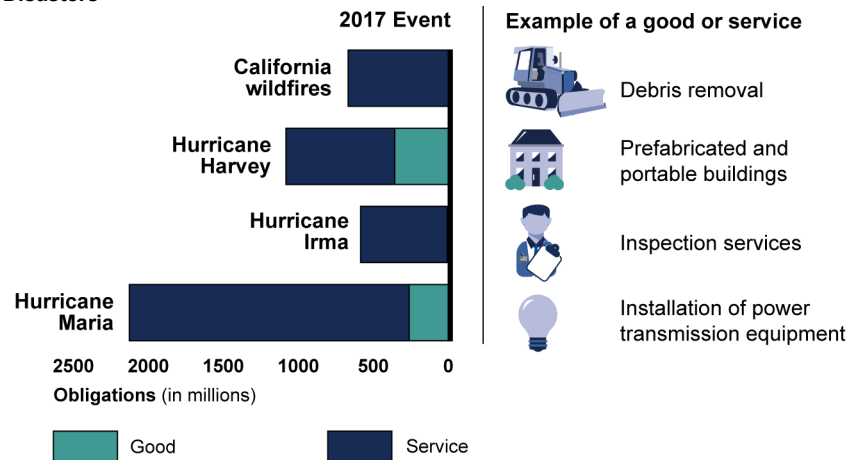 2017 Event
Example of a good or service
California
wildfires
Debris removal
Hurricane
Harvey
Prefabricated and
portable buildings
Hurricane
Irma
Inspection services
Hurricane
Maria
Installation of power
transmission equipment
2500 2000 1500 1000 500 0
Obligations (in millions)
Good Service